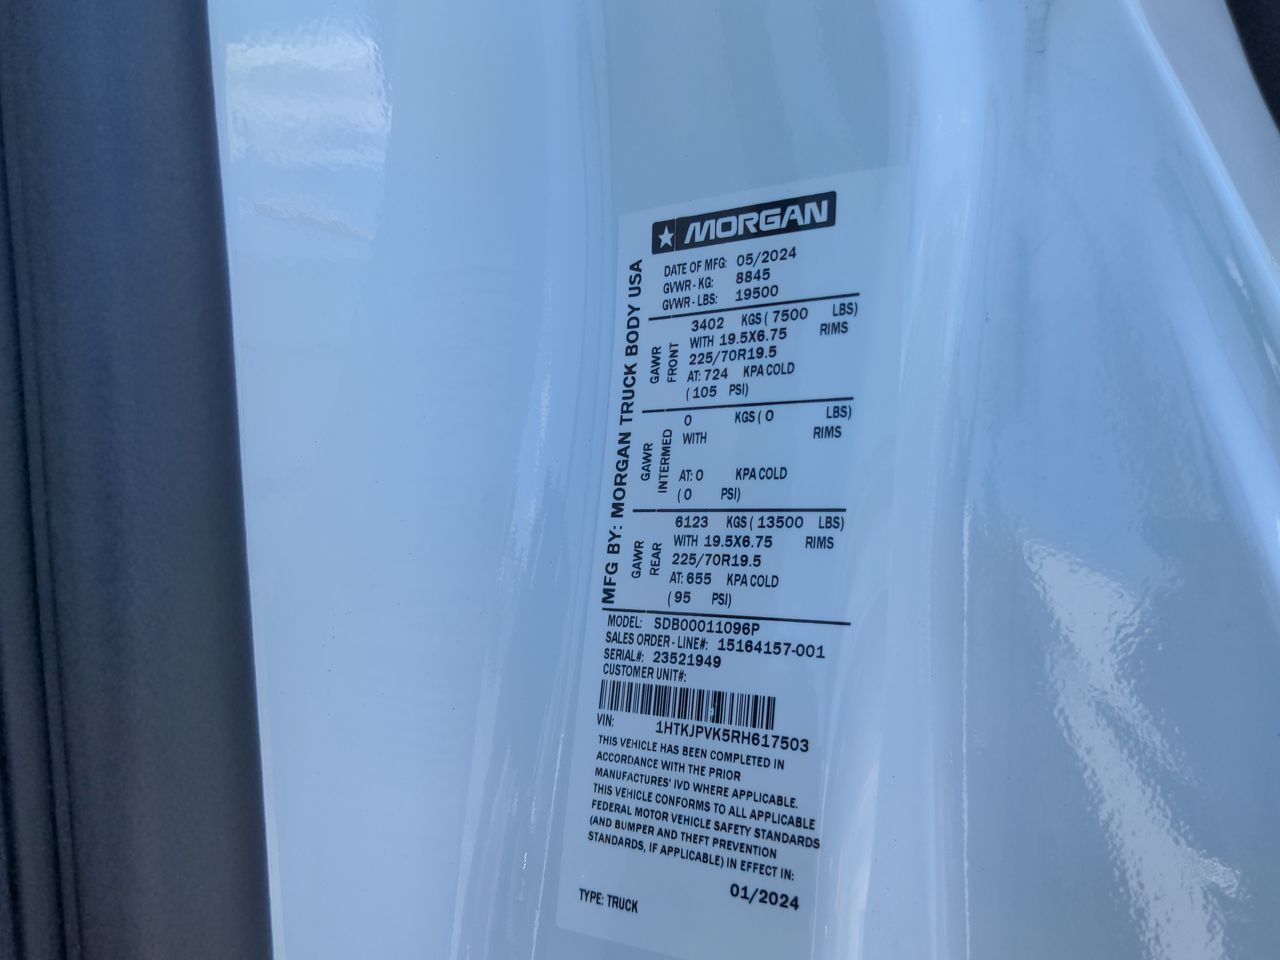 MORGAN
MFG BY: MORGAN TRUCK BODY USA
DATE OF MFG: 05/2024
GVWR - KG: 8845
GVWR - LBS: 19500
GAWR FRONT
3402 KGS ( 7500 LBS)
WITH 19.5X6.75 RIMS
225/70R19.5
AT: 724 KPA COLD
( 105 PSI)
GAWR INTERMED
0 KGS ( 0 LBS)
WITH RIMS
AT: 0 KPA COLD
( 0 PSI)
GAWR REAR
6123 KGS ( 13500 LBS)
WITH 19.5X6.75 RIMS
225/70R19.5
AT: 655 KPA COLD
( 95 PSI)
MODEL: SDB00011096P
SALES ORDER - LINE#: 15164157-001
SERIAL#: 23521949
CUSTOMER UNIT#:
VIN: 1HTKJPVK5RH617503
THIS VEHICLE HAS BEEN COMPLETED IN
ACCORDANCE WITH THE PRIOR
MANUFACTURES' IVD WHERE APPLICABLE.
THIS VEHICLE CONFORMS TO ALL APPLICABLE
FEDERAL MOTOR VEHICLE SAFETY STANDARDS
(AND BUMPER AND THEFT PREVENTION
STANDARDS, IF APPLICABLE) IN EFFECT IN:
01/2024
TYPE: TRUCK